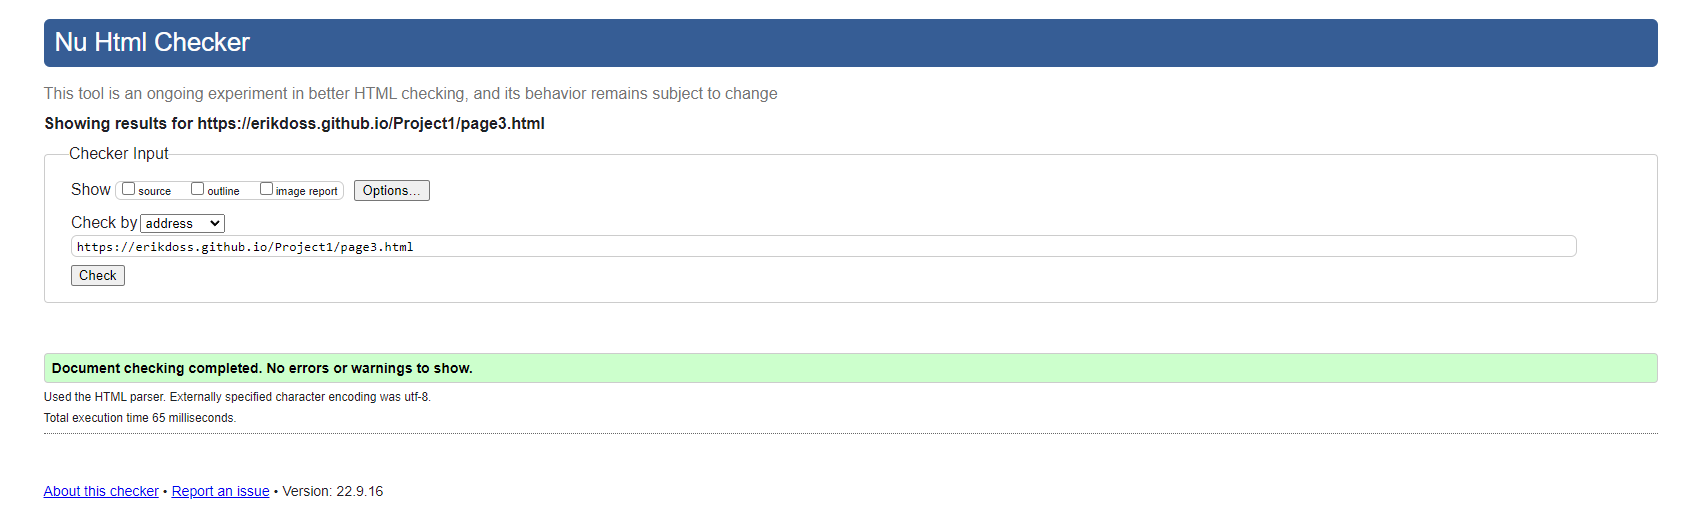 Nu Html Checker
This tool is an ongoing experiment in better HTML checking, and its behavior remains subject to change
Showing results for https://erikdoss.github.io/Project1/page3.html
Checker Input
Show source outline image report Options...
Check by address
https://erikdoss.github.io/Project1/page3.html
Check
Document checking completed. No errors or warnings to show.
Used the HTML parser. Externally specified character encoding was utf-8.
Total execution time 65 milliseconds.
About this checker • Report an issue • Version: 22.9.16